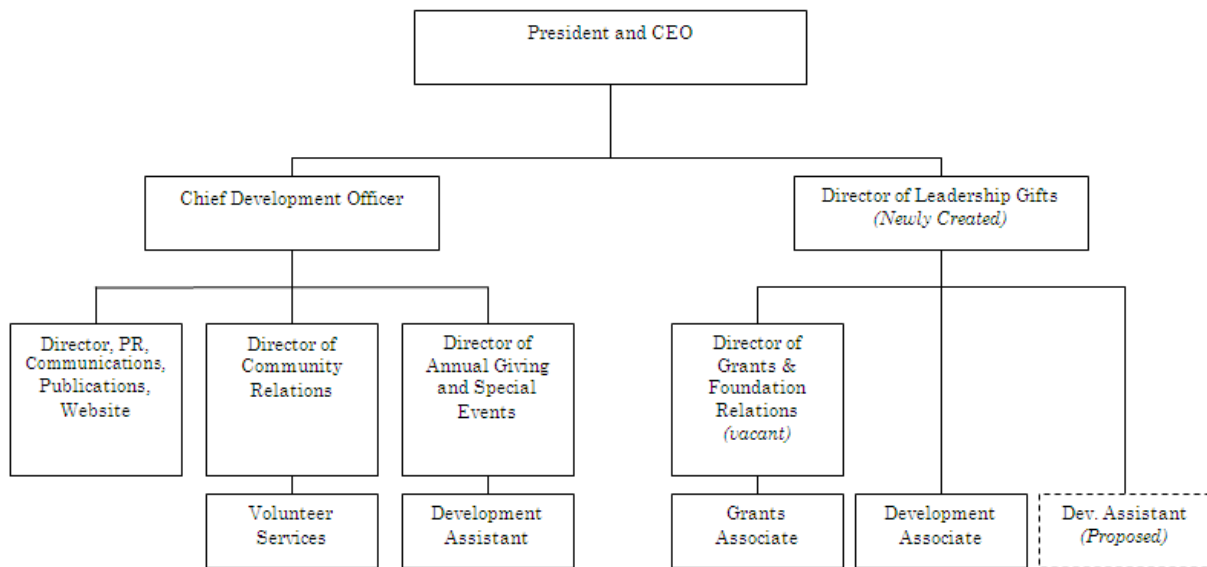 President and CEO
Chief Development Officer
Director of Leadership Gifts
(Newly Created)
Director, PR,
Communications,
Publications,
Website
Director of
Community
Relations
Director of
Annual Giving
and Special
Events
Director of
Grants &
Foundation
Relations
(vacant)
Volunteer
Services
Development
Assistant
Grants
Associate
Development
Associate
Dev. Assistant
(Proposed)